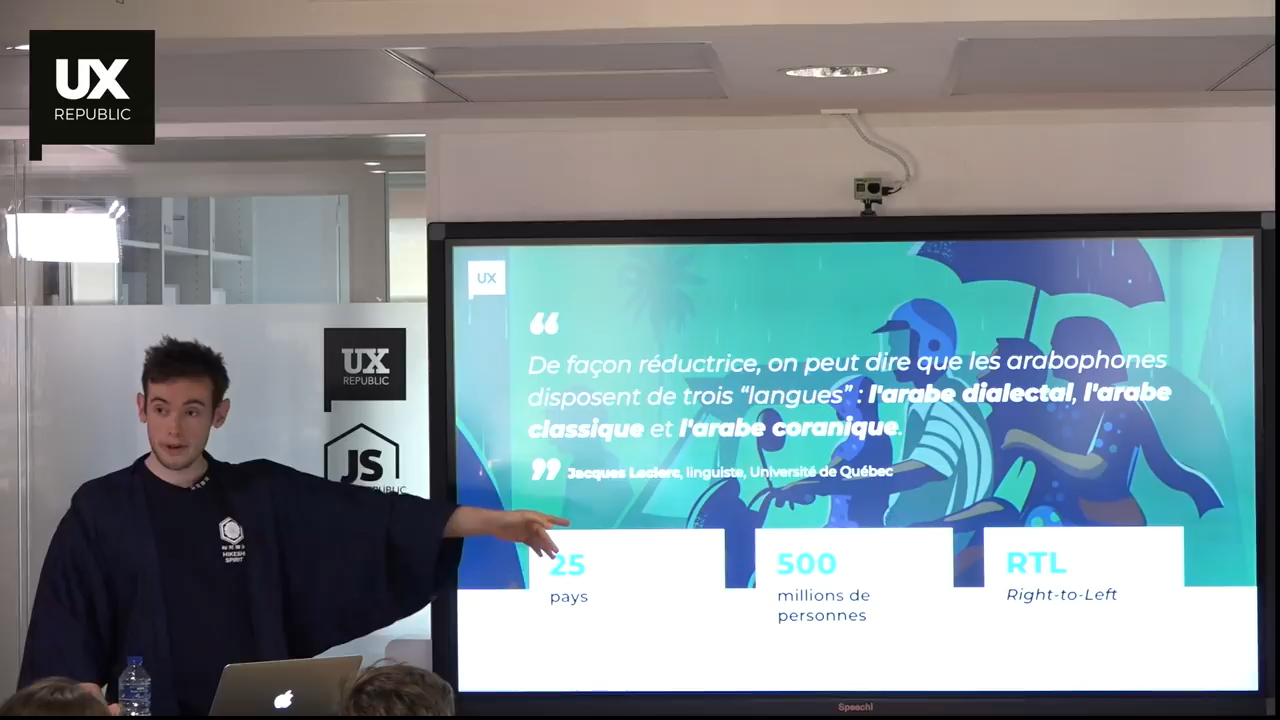 UX
REPUBLIC
UX
REPUBLIC
JS
HIKESHI
SPIRIT
UX
“
De façon réductrice, on peut dire que les arabophones
disposent de trois “langues” : l'arabe dialectal, l'arabe
classique et l'arabe coranique.
” Jacques Leclerc, linguiste, Université de Québec
25
pays
500
millions de
personnes
RTL
Right-to-Left
Speechi